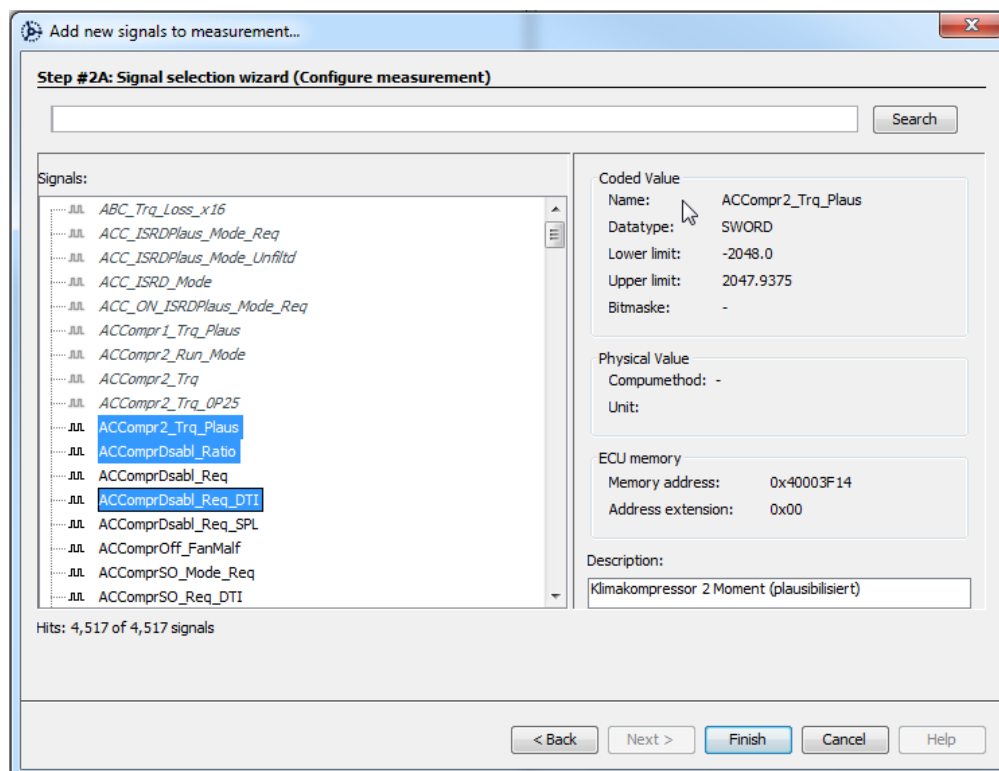 Add new signals to measurement...
Step #2A: Signal selection wizard (Configure measurement)
Search
Signals:
ABC_Trq_Loss_x16
ACC_ISRDPlaus_Mode_Req
ACC_ISRDPlaus_Mode_Unfiltd
ACC_ISRD_Mode
ACC_ON_ISRDPlaus_Mode_Req
ACCompr1_Trq_Plaus
ACCompr2_Run_Mode
ACCompr2_Trq
ACCompr2_Trq_0P25
ACCompr2_Trq_Plaus
ACComprDsabl_Ratio
ACComprDsabl_Req
ACComprDsabl_Req_DTI
ACComprDsabl_Req_SPL
ACComprOff_FanMalf
ACComprSO_Mode_Req
ACComprSO_Req_DTI
Hits: 4,517 of 4,517 signals
Coded Value
Name: ACCompr2_Trq_Plaus
Datatype: SWORD
Lower limit: -2048.0
Upper limit: 2047.9375
Bitmaske: -
Physical Value
Compumethod: -
Unit:
ECU memory
Memory address: 0x40003F14
Address extension: 0x00
Description:
Klimakompressor 2 Moment (plausibilisiert)
< Back Next > Finish Cancel Help